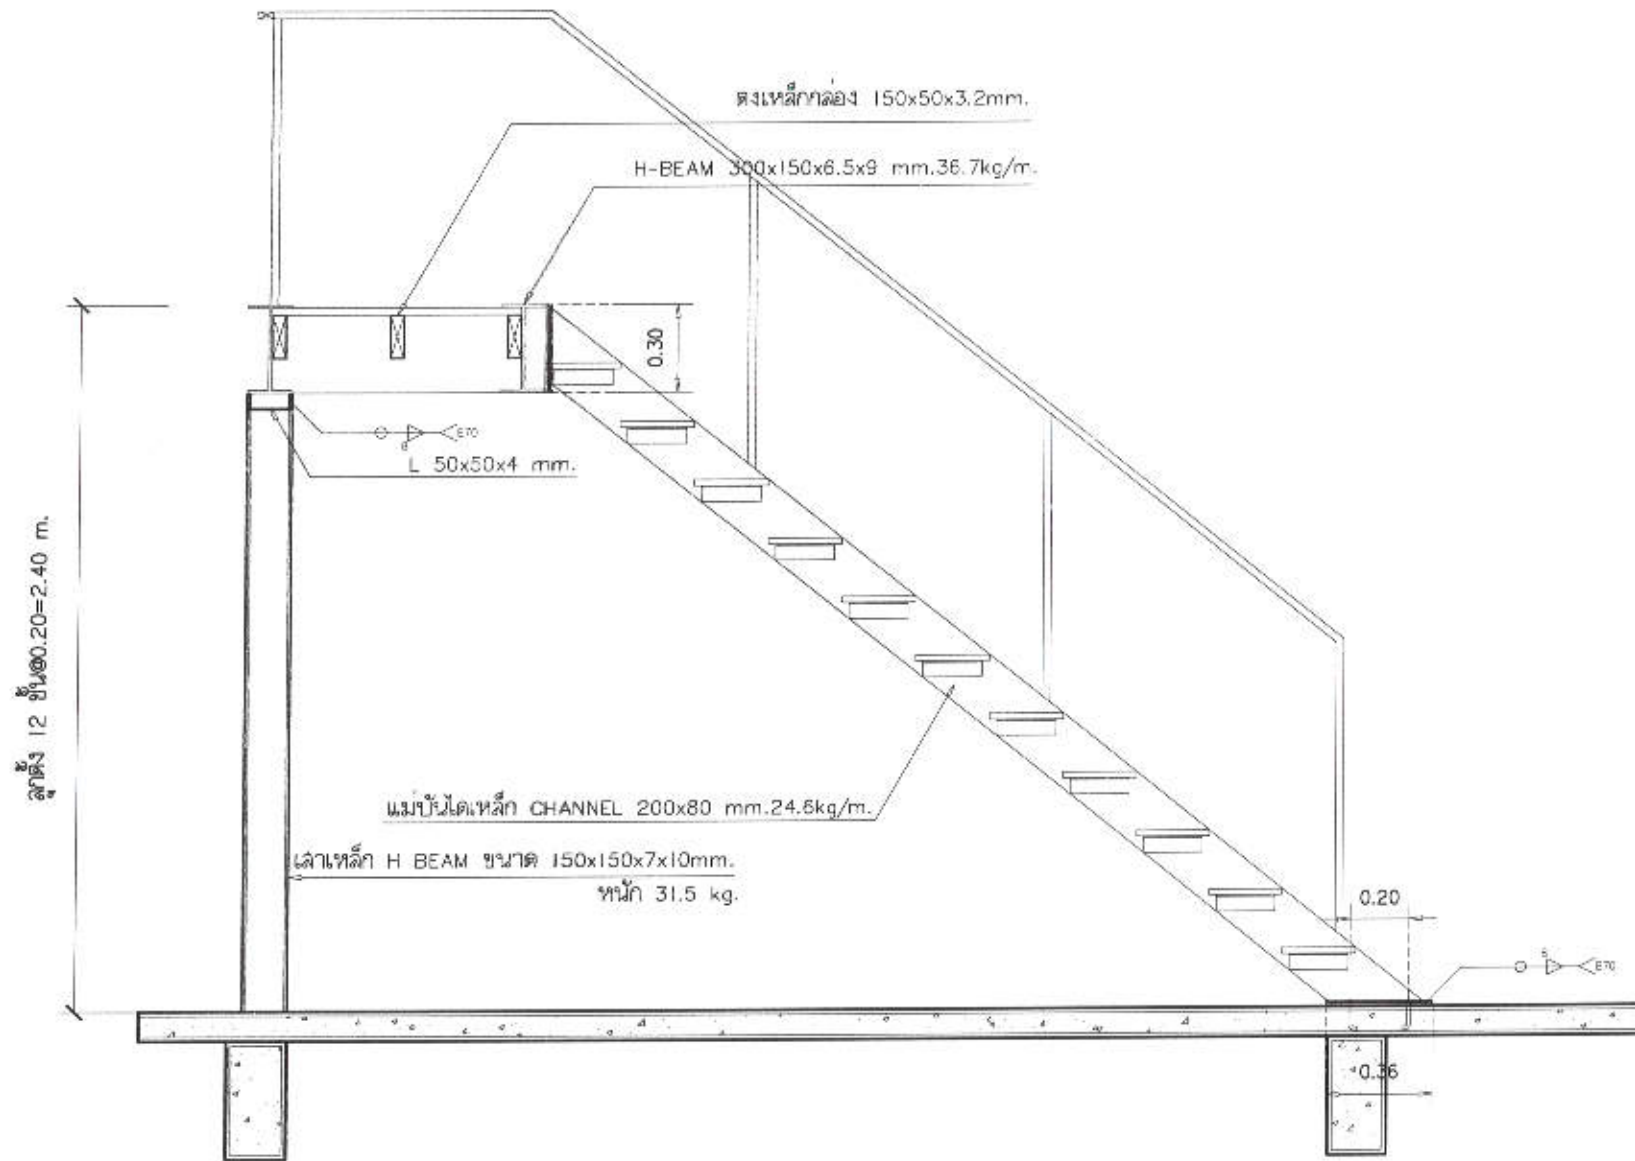 ตงเหล็กกล่อง 150x50x3.2mm.
H-BEAM 300x150x6.5x9 mm.36.7kg/m.
0.30
6
E70
L 50x50x4 mm.
ลูกตั้ง 12 ขั้น@0.20=2.40 m.
แม่บันไดเหล็ก CHANNEL 200x80 mm.24.6kg/m.
เสาเหล็ก H BEAM ขนาด 150x150x7x10mm.
หนัก 31.5 kg.
0.20
6
E70
0.36